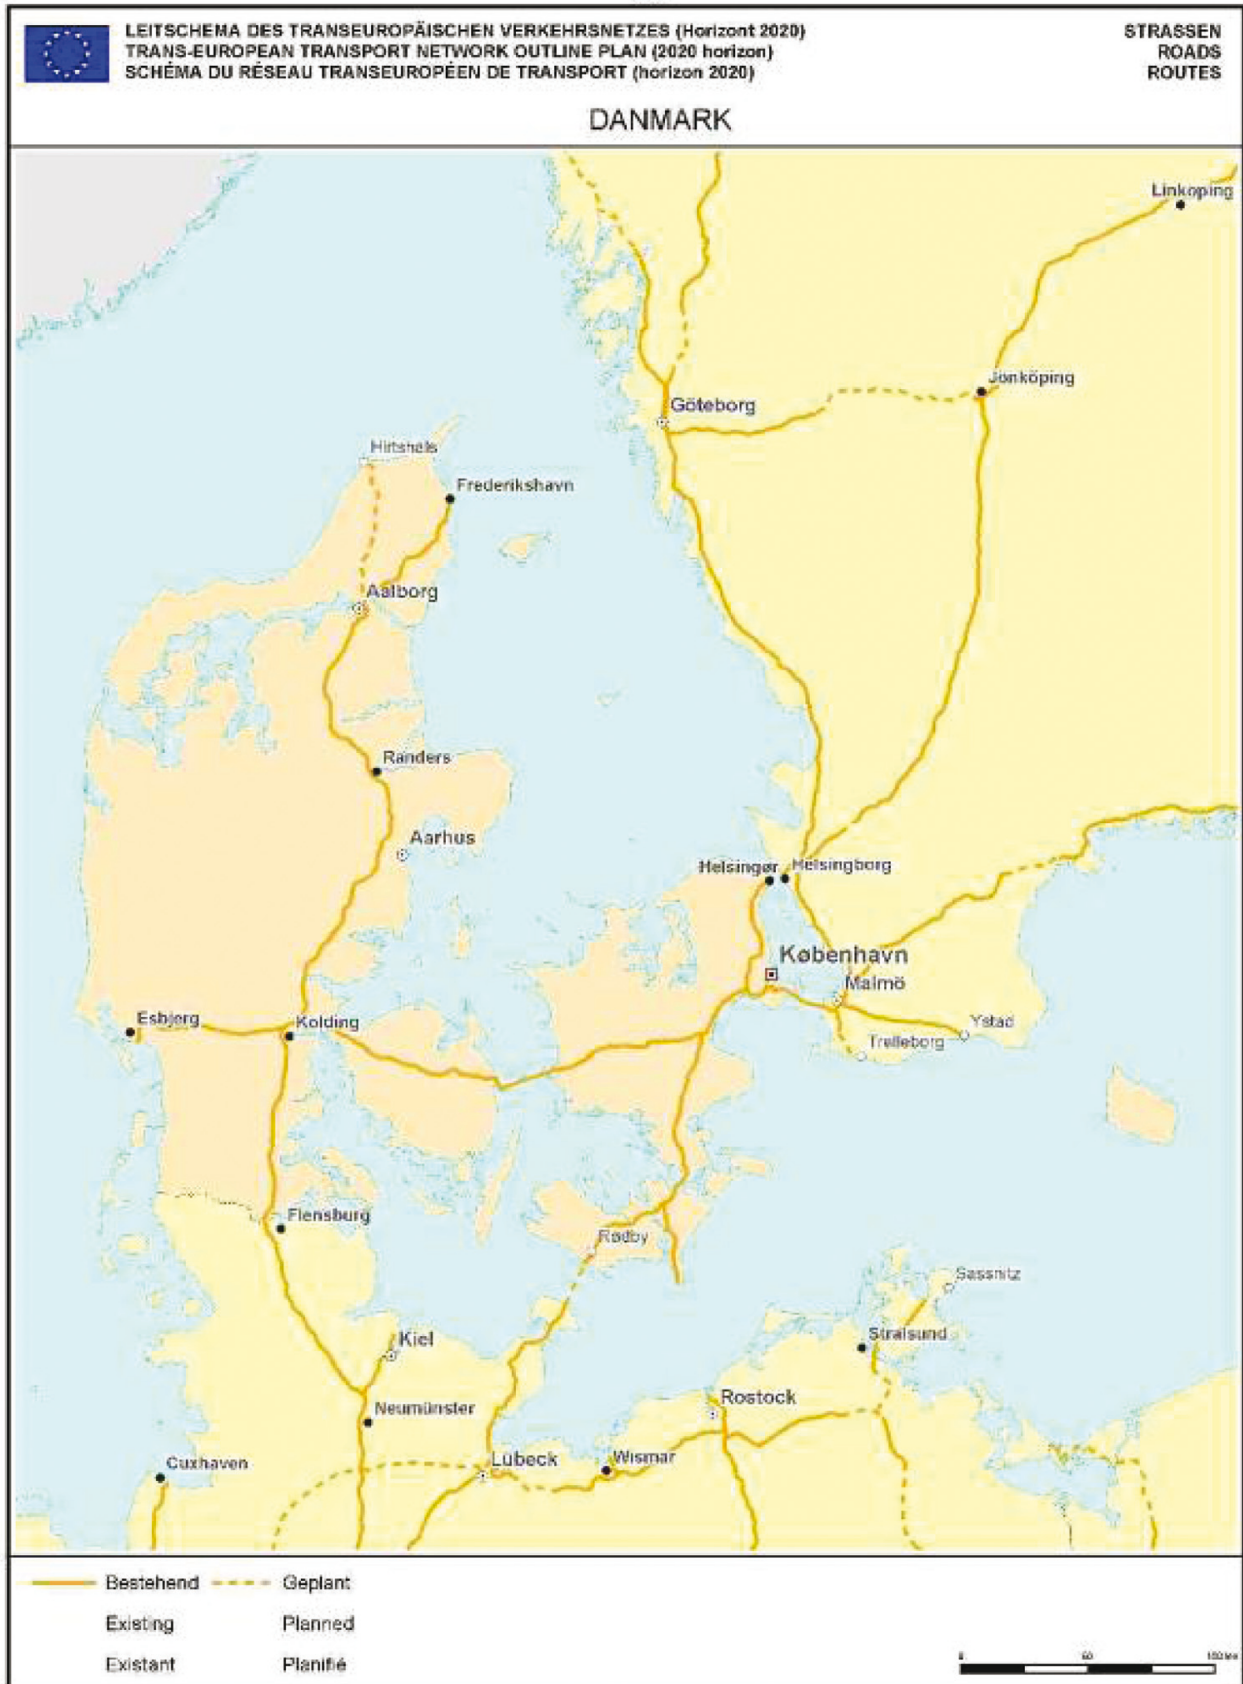 LEITSCHEMA DES TRANSEUROPÄISCHEN VERKEHRSNETZES (Horizont 2020)
TRANS-EUROPEAN TRANSPORT NETWORK OUTLINE PLAN (2020 horizon)
SCHÉMA DU RÉSEAU TRANSEUROPÉEN DE TRANSPORT (horizon 2020)
STRASSEN
ROADS
ROUTES
DANMARK
Linkoping
Jönköping
Göteborg
Hirtshals
Frederikshavn
Aalborg
Randers
Aarhus
Helsingør
Helsingborg
København
Malmö
Esbjerg
Kolding
Ystad
Trelleborg
Flensburg
Rødby
Sassnitz
Kiel
Stralsund
Rostock
Neumünster
Cuxhaven
Lübeck
Wismar
Bestehend
Geplant
Existing
Planned
Existant
Planifié
0